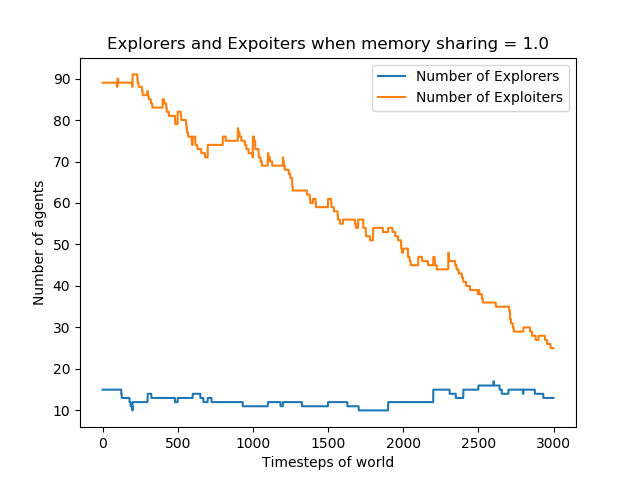 Explorers and Expoiters when memory sharing = 1.0
Number of Explorers
Number of Exploiters
Number of agents
90
80
70
60
50
40
30
20
10
0 500 1000 1500 2000 2500 3000
Timesteps of world